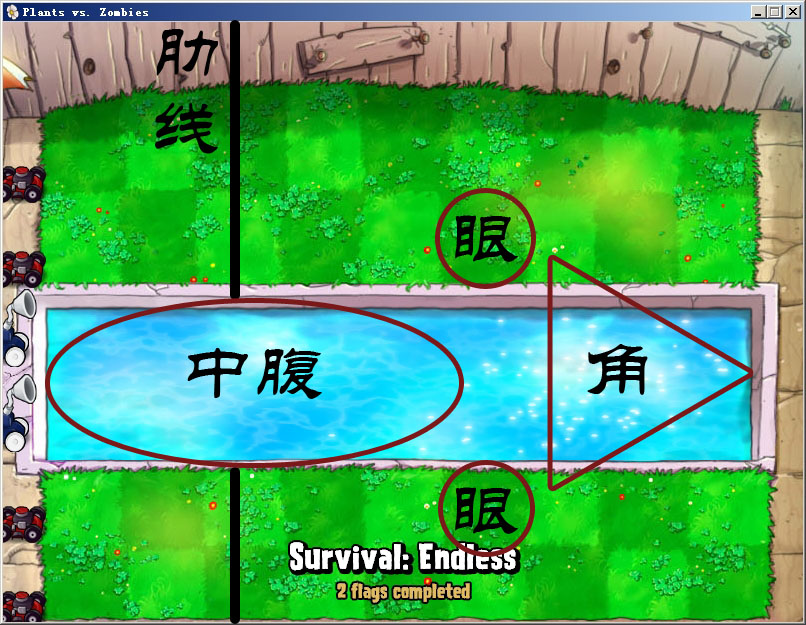 Plants vs. Zombies
肋
线
眼
中腹
角
眼
Survival: Endless
2 flags completed